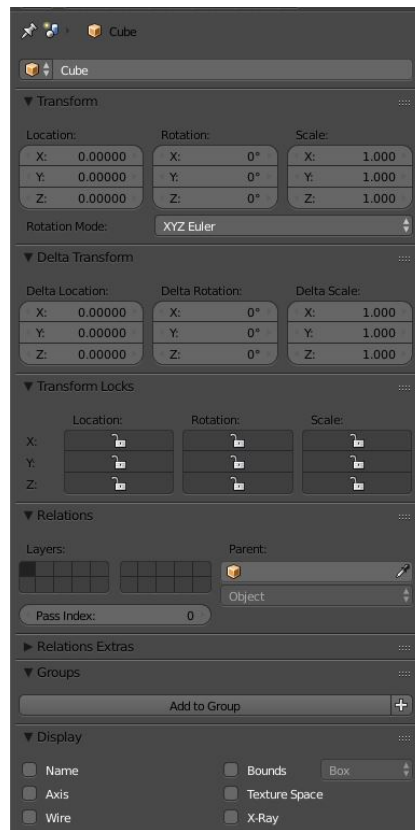 Cube
Cube
Transform
Location: Rotation: Scale:
X: 0.00000 X: 0° X: 1.000
Y: 0.00000 Y: 0° Y: 1.000
Z: 0.00000 Z: 0° Z: 1.000
Rotation Mode: XYZ Euler
Delta Transform
Delta Location: Delta Rotation: Delta Scale:
X: 0.00000 X: 0° X: 1.000
Y: 0.00000 Y: 0° Y: 1.000
Z: 0.00000 Z: 0° Z: 1.000
Transform Locks
Location: Rotation: Scale:
X:
Y:
Z:
Relations
Layers: Parent:
Object
Pass Index: 0
Relations Extras
Groups
Add to Group
Display
Name Bounds Box
Axis Texture Space
Wire X-Ray